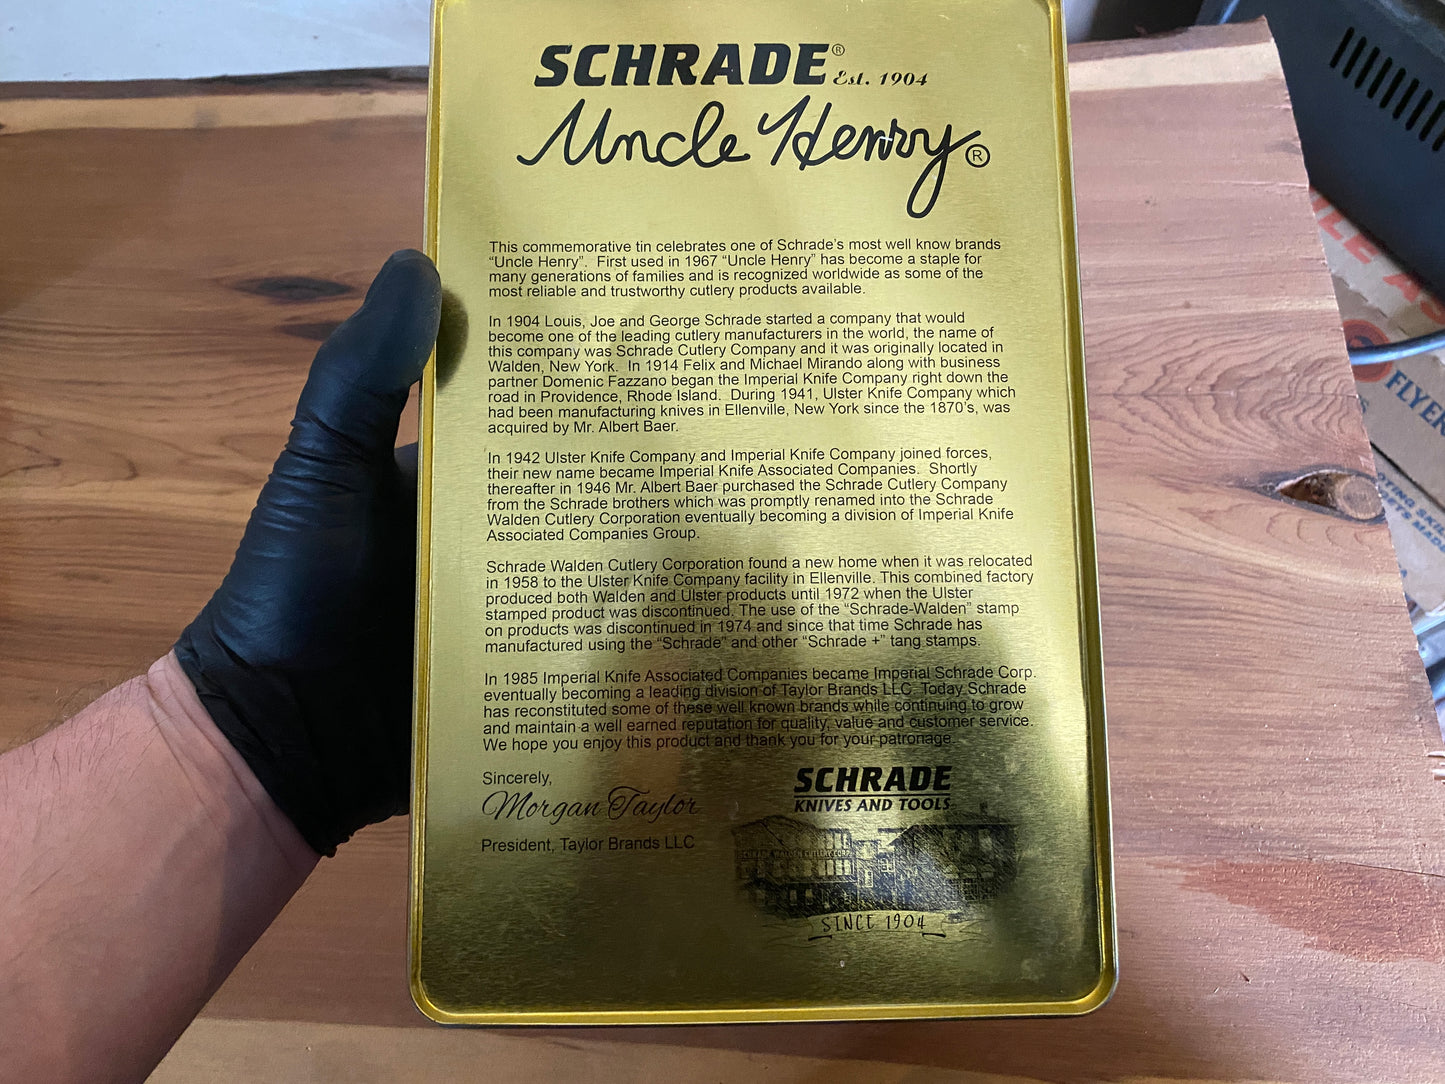 SCHRADE® Est. 1904
Uncle Henry®
This commemorative tin celebrates one of Schrade's most well know brands
“Uncle Henry”.  First used in 1967 “Uncle Henry” has become a staple for
many generations of families and is recognized worldwide as some of the
most reliable and trustworthy cutlery products available.
In 1904 Louis, Joe and George Schrade started a company that would
become one of the leading cutlery manufacturers in the world, the name of
this company was Schrade Cutlery Company and it was originally located in
Walden, New York.  In 1914 Felix and Michael Mirando along with business
partner Domenic Fazzano began the Imperial Knife Company right down the
road in Providence, Rhode Island.  During 1941, Ulster Knife Company which
had been manufacturing knives in Ellenville, New York since the 1870's, was
acquired by Mr. Albert Baer.
In 1942 Ulster Knife Company and Imperial Knife Company joined forces,
their new name became Imperial Knife Associated Companies.  Shortly
thereafter in 1946 Mr. Albert Baer purchased the Schrade Cutlery Company
from the Schrade brothers which was promptly renamed into the Schrade
Walden Cutlery Corporation eventually becoming a division of Imperial Knife
Associated Companies Group.
Schrade Walden Cutlery Corporation found a new home when it was relocated
in 1958 to the Ulster Knife Company facility in Ellenville. This combined factory
produced both Walden and Ulster products until 1972 when the Ulster
stamped product was discontinued. The use of the “Schrade-Walden” stamp
on products was discontinued in 1974 and since that time Schrade has
manufactured using the “Schrade” and other “Schrade +” tang stamps.
In 1985 Imperial Knife Associated Companies became Imperial Schrade Corp.
eventually becoming a leading division of Taylor Brands LLC. Today Schrade
has reconstituted some of these well known brands while continuing to grow
and maintain a well earned reputation for quality, value and customer service.
We hope you enjoy this product and thank you for your patronage.
Sincerely,
Morgan Taylor
President, Taylor Brands LLC
SCHRADE
KNIVES AND TOOLS
SCHRADE WALDEN CUTLERY CORP.
SINCE 1904
FLYER